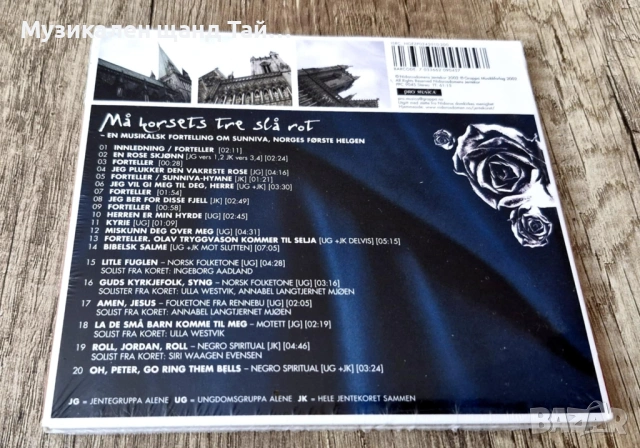 Музикален щанд Тай...
PRO MUSICA
Må korsets tre slå rot
– EN MUSIKALSK FORTELLING OM SUNNIVA, NORGES FØRSTE HELGEN
01 INNLEDNING / FORTELLER [02:11]
02 EN ROSE SKJØNN [JG vers 1,2 JK vers 3,4] [02:24]
03 FORTELLER [00:28]
04 JEG PLUKKER DEN VAKRESTE ROSE [JG] [04:16]
05 FORTELLER / SUNNIVA-HYMNE [JK] [01:21]
06 JEG VIL GI MEG TIL DEG, HERRE [UG +JK] [03:30]
07 FORTELLER [01:54]
08 JEG BER FOR DISSE FJELL [JK] [02:49]
09 FORTELLER [00:58]
10 HERREN ER MIN HYRDE [UG] [02:45]
11 KYRIE [UG] [01:09]
12 MISKUNN DEG OVER MEG [UG] [04:31]
13 FORTELLER. OLAV TRYGGVASON KOMMER TIL SELJA [UG +JK DELVIS] [05:15]
14 BIBELSK SALME [UG +JK MOT SLUTTEN] [07:05]
15 LITLE FUGLEN – NORSK FOLKETONE [UG] [04:28]
SOLIST FRA KORET: INGEBORG AADLAND
16 GUDS KYRKJEFOLK, SYNG – NORSK FOLKETONE [UG +JK] [03:16]
SOLISTER FRA KORET: ULLA WESTVIK, ANNABEL LANGTJERNET MJØEN
17 AMEN, JESUS – FOLKETONE FRA RENNEBU [UG] [02:05]
SOLIST FRA KORET: ANNABEL LANGTJERNET MJØEN
18 LA DE SMÅ BARN KOMME TIL MEG – MOTETT [JG] [02:19]
SOLIST FRA KORET: ULLA WESTVIK
19 ROLL, JORDAN, ROLL – NEGRO SPIRITUAL [JK] [04:46]
SOLIST FRA KORET: SIRI WAAGEN EVENSEN
20 OH, PETER, GO RING THEM BELLS – NEGRO SPIRITUAL [UG +JK] [03:24]
JG = JENTEGRUPPA ALENE UG = UNGDOMSGRUPPA ALENE JK = HELE JENTEKORET SAMMEN
BAZAR